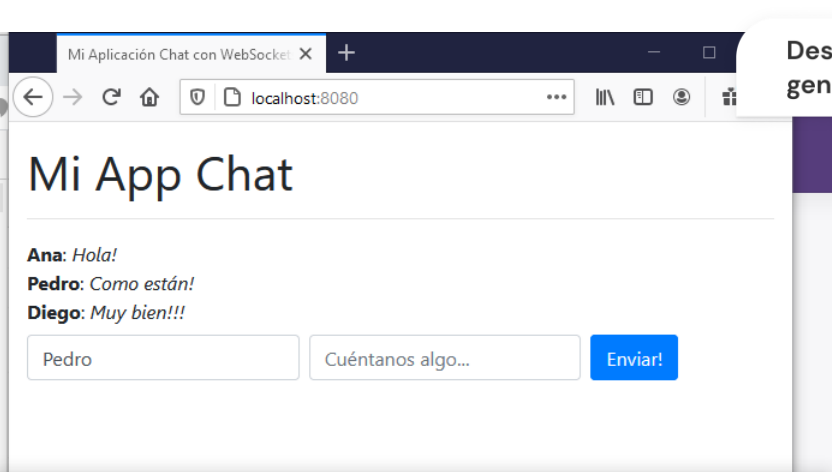 Mi Aplicación Chat con WebSocket
localhost:8080
Des
gen
Mi App Chat
Ana: Hola!
Pedro: Como están!
Diego: Muy bien!!!
Pedro
Cuéntanos algo...
Enviar!